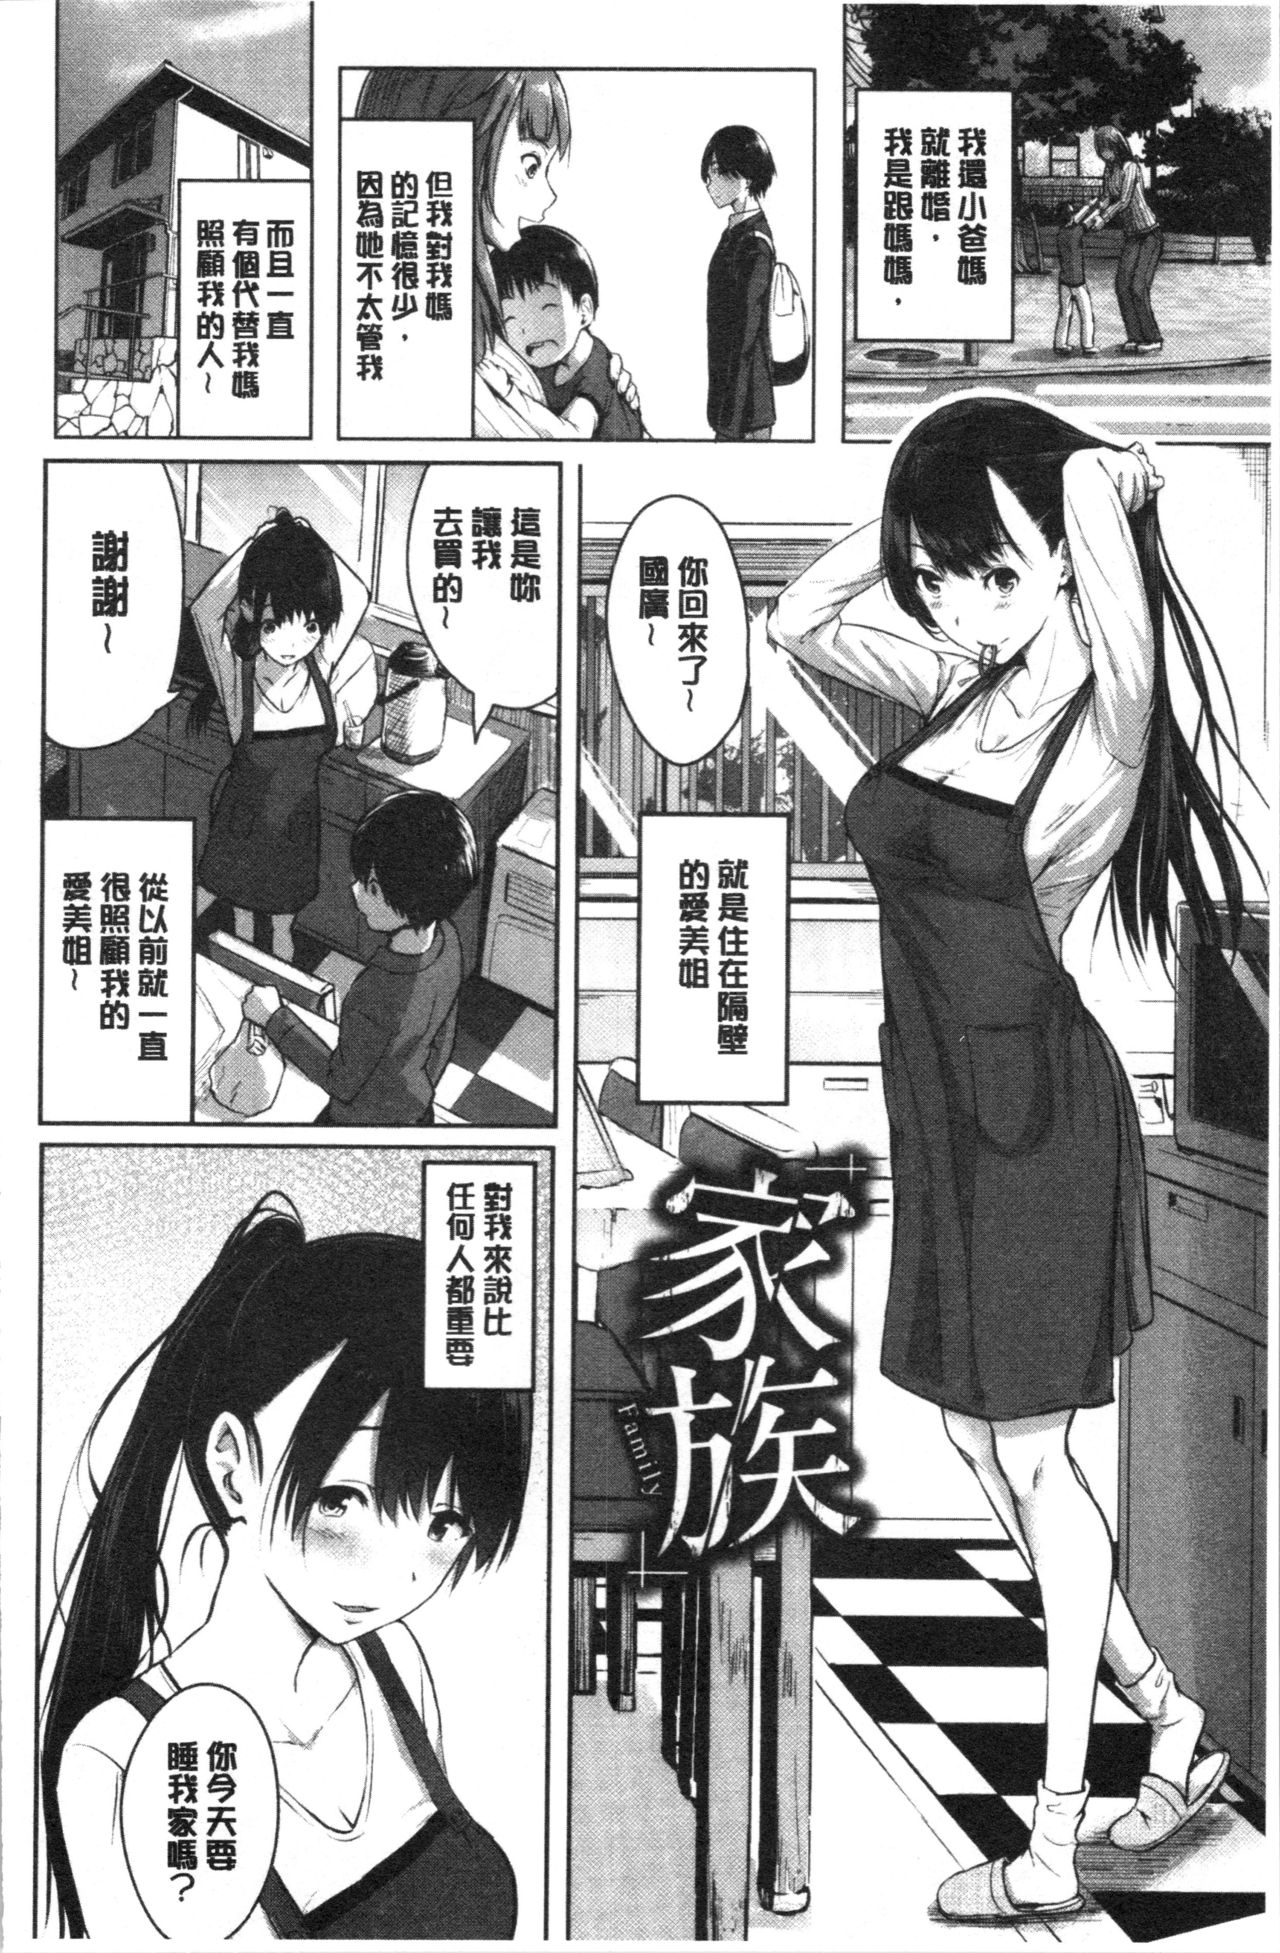 我還小爸媽
就離婚，
我是跟媽媽，
但我對我媽
的記憶很少，
因為她不太管我
而且一直
有個代替我媽
照顧我的人～
你回來了～
國廣～
就是住在隔壁
的愛美姐
家族
Family
這是妳
讓我
去買的～
謝謝～
從以前就一直
很照顧我的
愛美姐～
對我來說比
任何人都重要
你今天要
睡我家嗎？